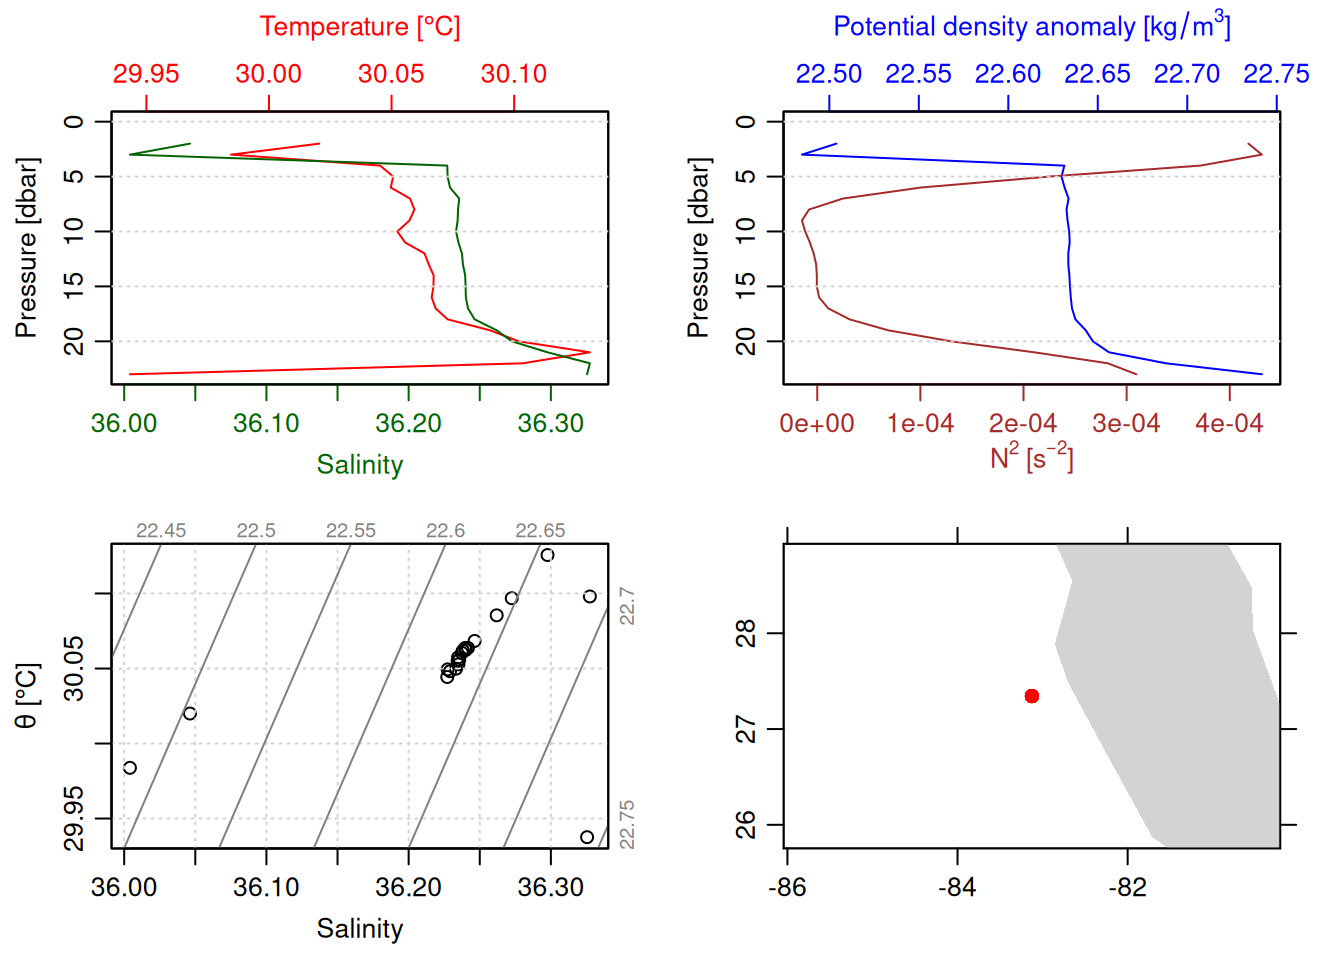 Temperature [°C]
29.95 30.00 30.05 30.10
Pressure [dbar]
0 5 10 15 20
36.00 36.10 36.20 36.30
Salinity
Potential density anomaly [kg/m³]
22.50 22.55 22.60 22.65 22.70 22.75
Pressure [dbar]
0 5 10 15 20
0e+00 1e-04 2e-04 3e-04 4e-04
N² [s⁻²]
22.45 22.5 22.55 22.6 22.65
22.7
22.75
θ [°C]
29.95 30.05
36.00 36.10 36.20 36.30
Salinity
28
27
26
-86 -84 -82